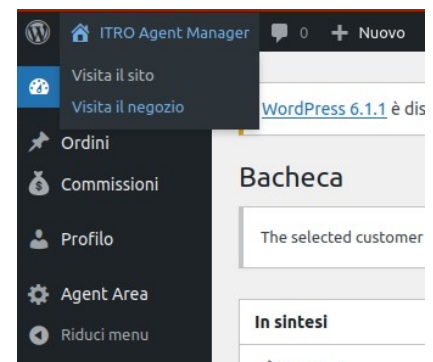 ITRO Agent Manager 0 + Nuovo
Visita il sito
Visita il negozio
WordPress 6.1.1 è dis
Ordini
Commissioni
Bacheca
Profilo
The selected customer
Agent Area
In sintesi
Riduci menu